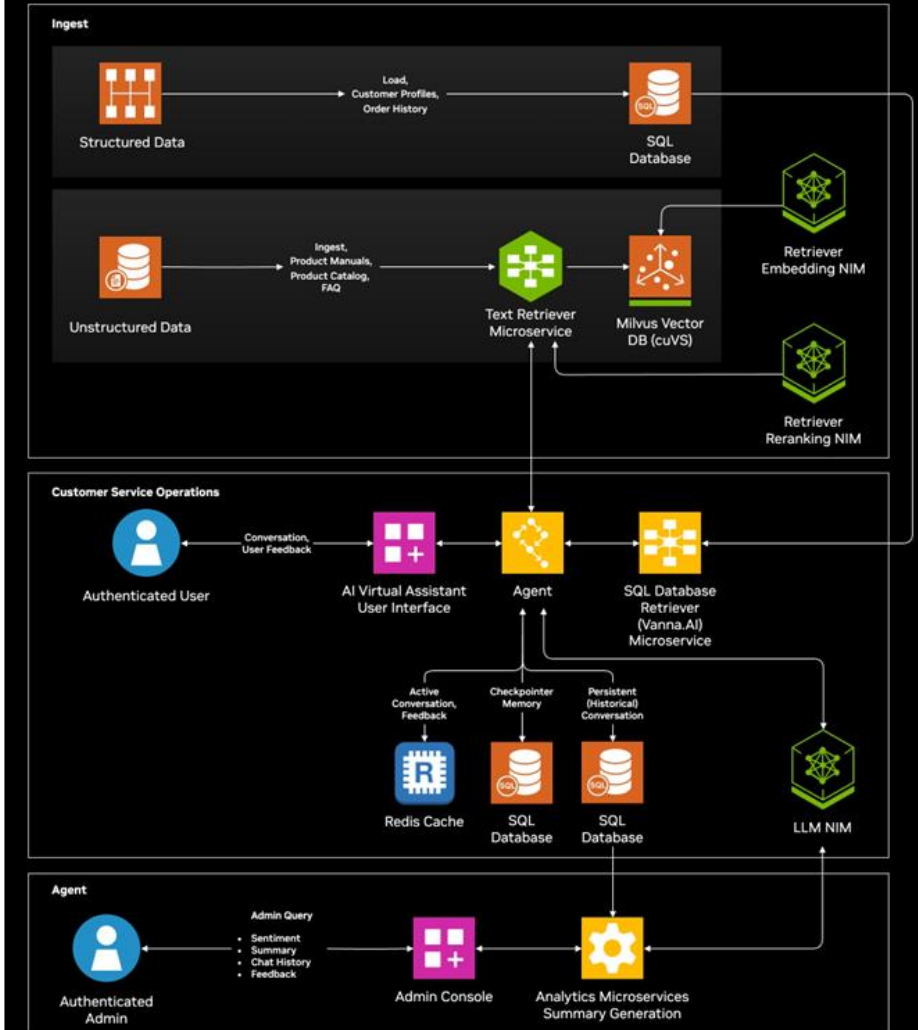 Ingest
Load,
Customer Profiles,
Order History
Structured Data
SQL
SQL
Database
Retriever
Embedding NIM
Ingest,
Product Manuals,
Product Catalog,
FAQ
Unstructured Data
Text Retriever
Microservice
Milvus Vector
DB (cuVS)
Retriever
Reranking NIM
Customer Service Operations
Conversation,
User Feedback
Authenticated User
AI Virtual Assistant
User Interface
Agent
SQL Database
Retriever
(Vanna.AI)
Microservice
Active
Conversation,
Feedback
Checkpointer
Memory
Persistent
(Historical)
Conversation
R
SQL
SQL
Redis Cache
SQL
Database
SQL
Database
LLM NIM
Agent
Admin Query
• Sentiment
• Summary
• Chat History
• Feedback
Authenticated
Admin
Admin Console
Analytics Microservices
Summary Generation